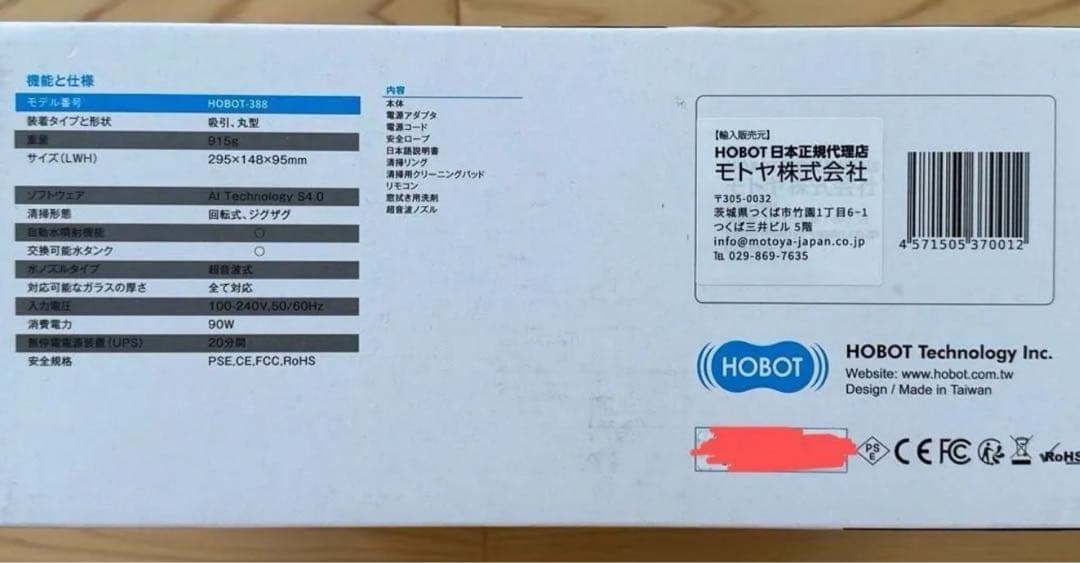 機能と仕様
モデル番号 HOBOT-388
装着タイプと形状 吸引、丸型
重量 915g
サイズ(LWH) 295×148×95mm
ソフトウェア AI Technology S4.0
清掃形態 回転式、ジグザグ
自動水噴射機能 ○
交換可能水タンク ○
水ノズルタイプ 超音波式
対応可能なガラスの厚さ 全て対応
入力電圧 100-240V,50/60Hz
消費電力 90W
無停電電源装置(UPS) 20分間
安全規格 PSE,CE,FCC,RoHS
内容
本体
電源アダプタ
電源コード
安全ロープ
日本語説明書
清掃リング
清掃用クリーニングパッド
リモコン
窓拭き用洗剤
超音波ノズル
【輸入販売元】
HOBOT 日本正規代理店
モトヤ株式会社
〒305-0032
茨城県つくば市竹園1丁目6-1
つくば三井ビル 5階
info@motoya-japan.co.jp
℡ 029-869-7635
4 571505 370012
HOBOT
HOBOT Technology Inc.
Website: www.hobot.com.tw
Design / Made in Taiwan
PSE CE FC RoHS